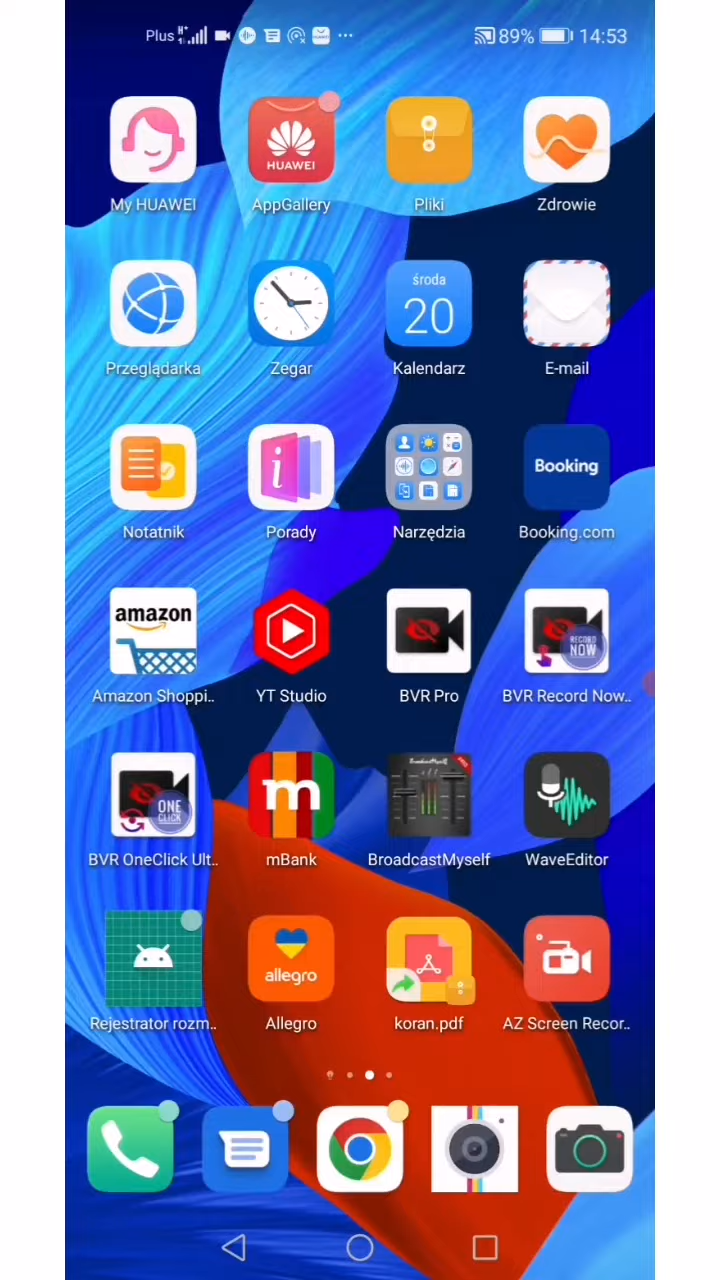 Plus 89% 14:53
HUAWEI
My HUAWEI AppGallery Pliki Zdrowie
środa
20
Przeglądarka Zegar Kalendarz E-mail
Booking
Notatnik Porady Narzędzia Booking.com
amazon
RECORD
NOW
Amazon Shoppi.. YT Studio BVR Pro BVR Record Now..
BroadcastMyself
PRO
m
ONE
CLICK
BVR OneClick Ult.. mBank BroadcastMyself WaveEditor
allegro
Rejestrator rozm.. Allegro koran.pdf AZ Screen Recor..